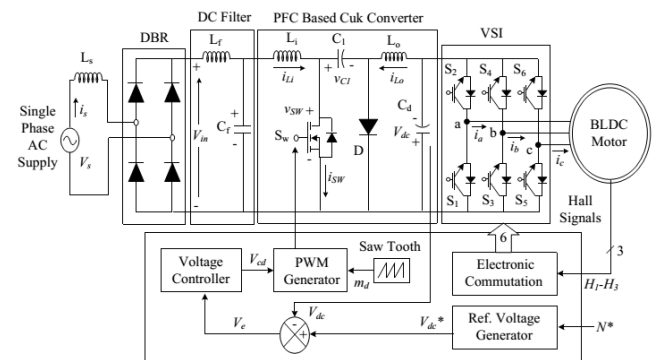 DC Filter
PFC Based Cuk Converter
DBR
VSI
Ls
Lf
Li
C1
Lo
iLi
vC1
iLo
S2
S4
S6
Single
Phase
AC
Supply
is
Vs
Vin
Cf
vSW
Sw
iSW
D
Cd
Vdc
a
b
c
ia
ib
ic
BLDC
Motor
S1
S3
S5
Hall
Signals
6
3
Voltage
Controller
Vcd
PWM
Generator
Saw Tooth
md
Electronic
Commutation
H1-H3
Ve
Vdc
Vdc*
Ref. Voltage
Generator
N*